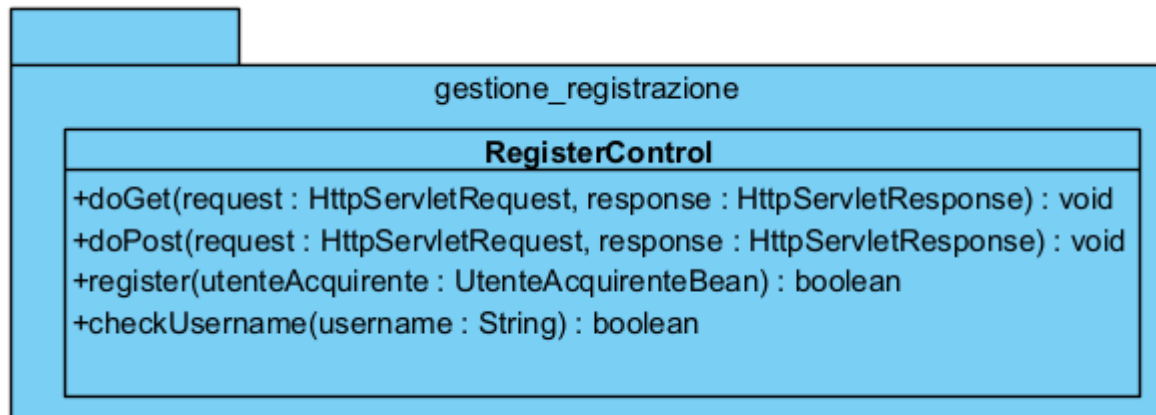 gestione_registrazione
RegisterControl
+doGet(request : HttpServletRequest, response : HttpServletResponse) : void
+doPost(request : HttpServletRequest, response : HttpServletResponse) : void
+register(utenteAcquirente : UtenteAcquirenteBean) : boolean
+checkUsername(username : String) : boolean